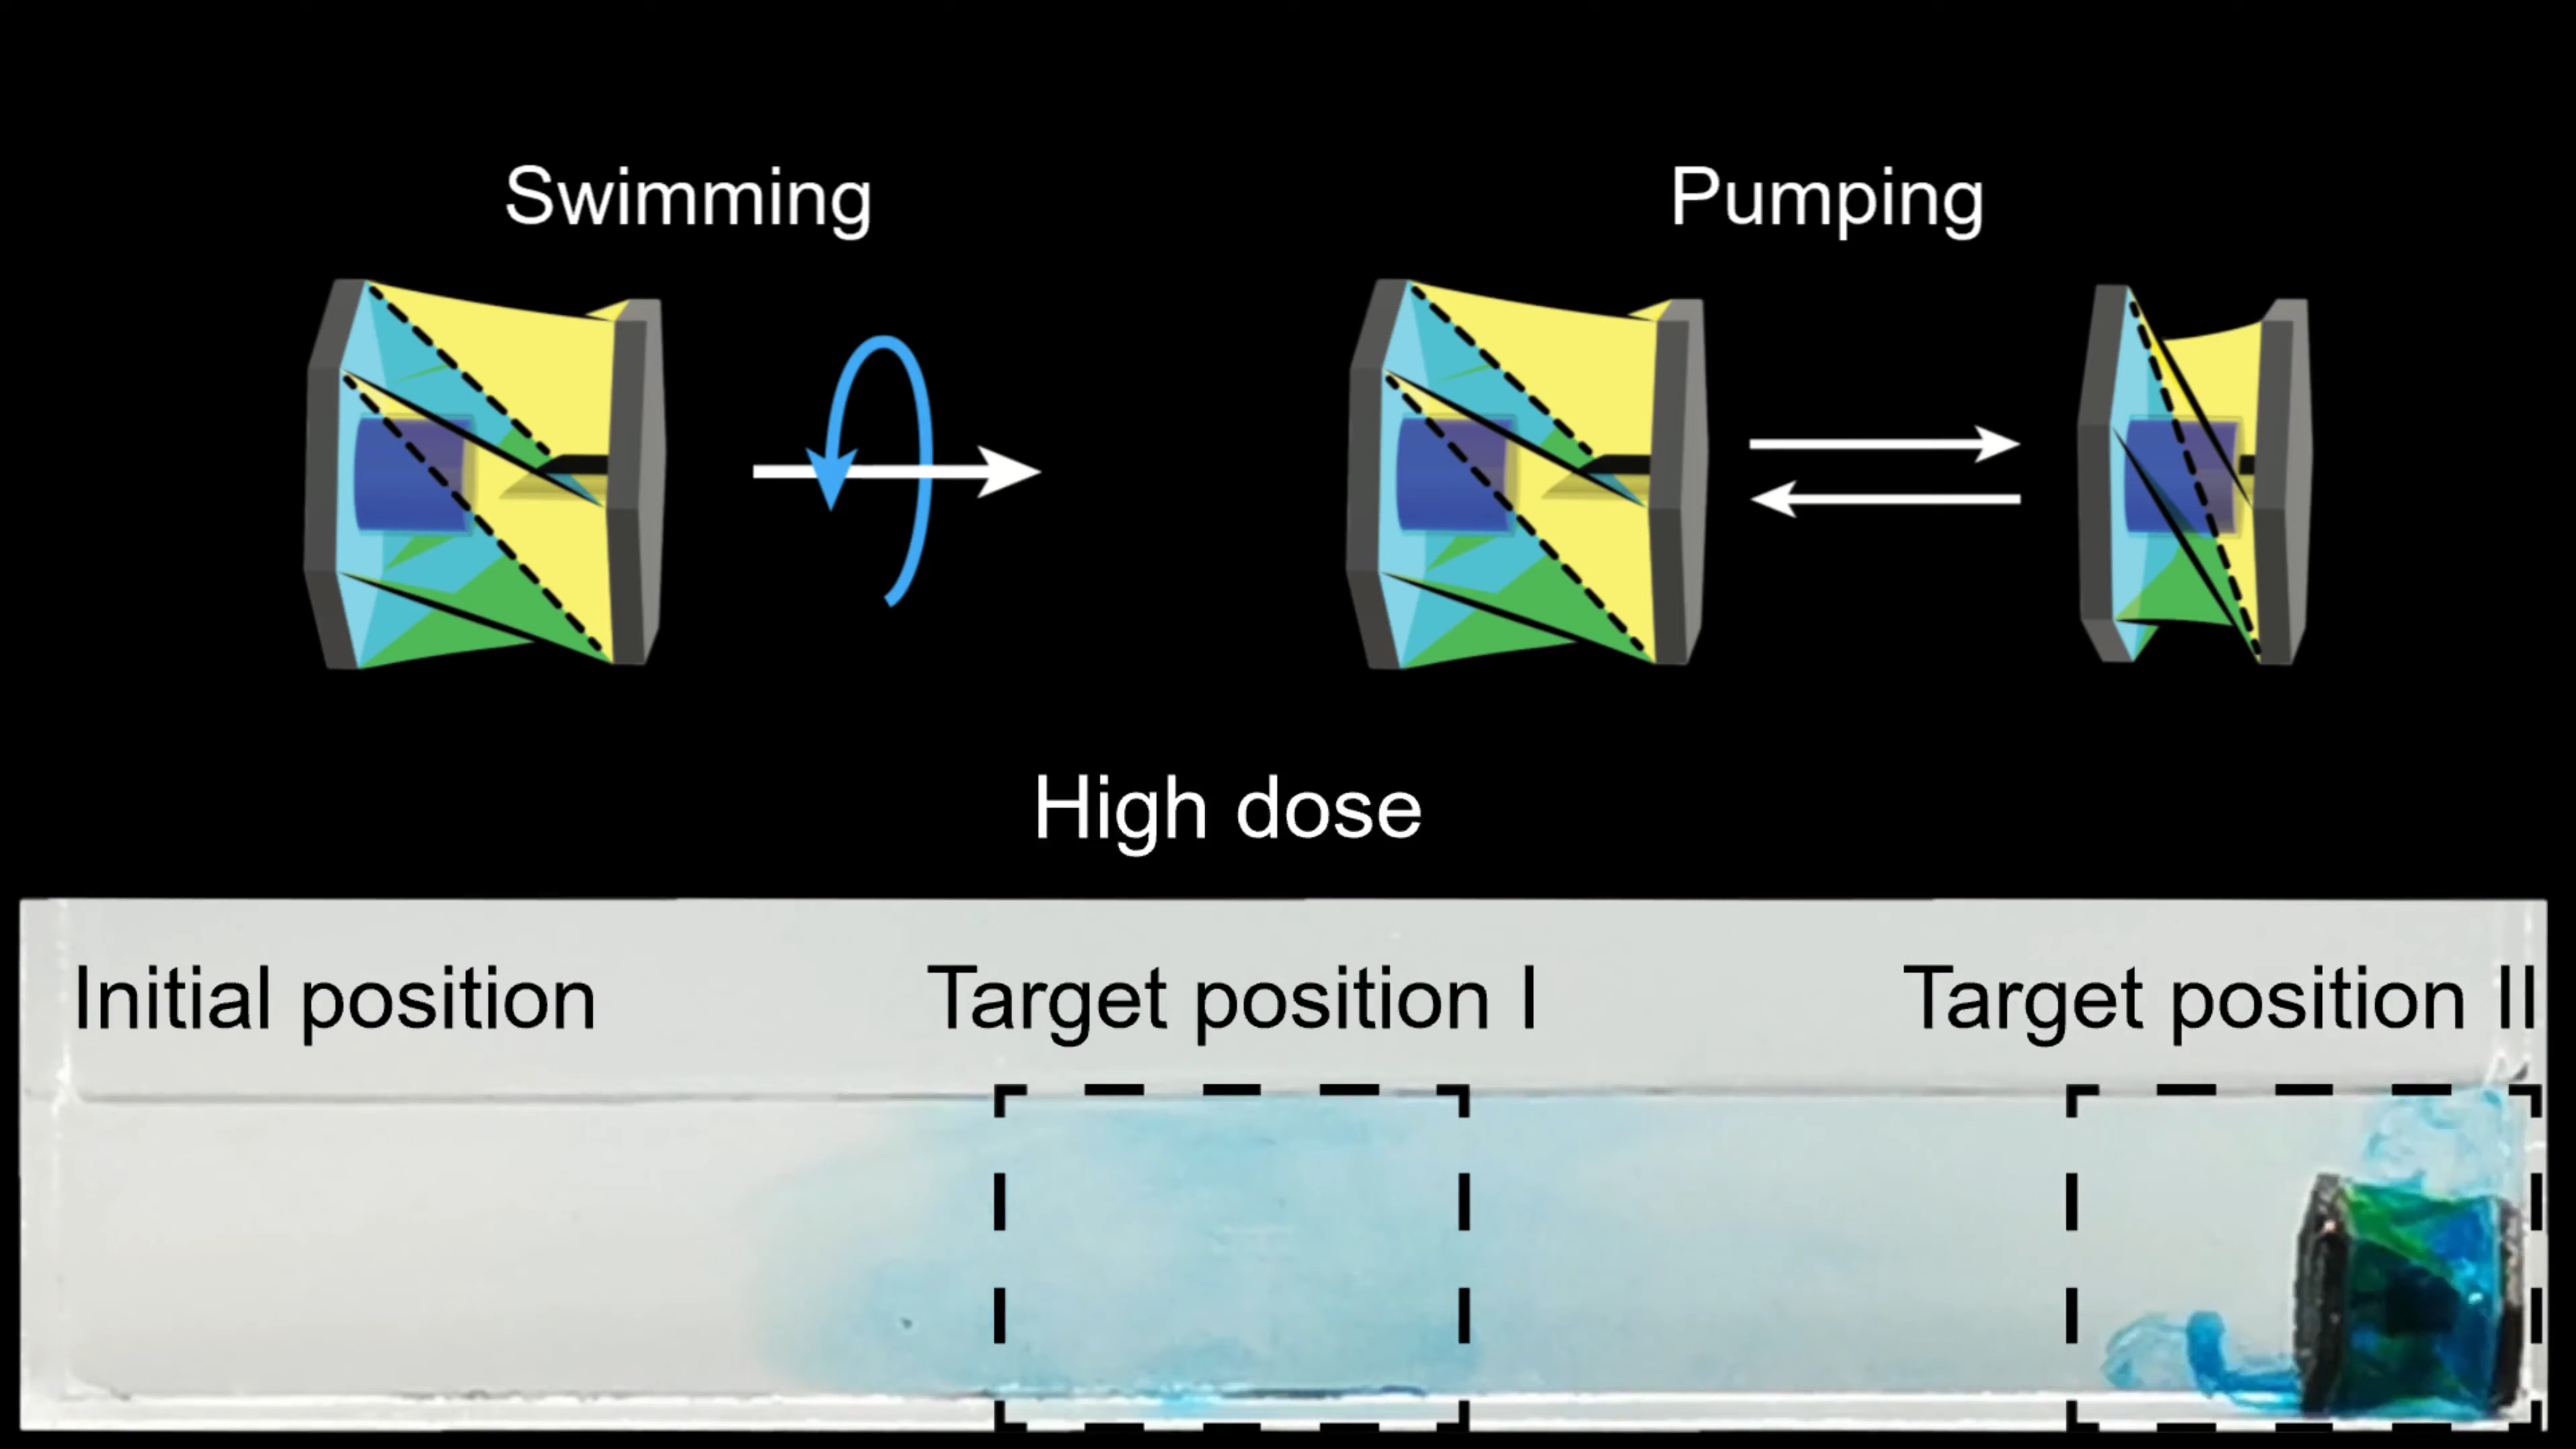 Swimming
Pumping
High dose
Initial position
Target position I
Target position II